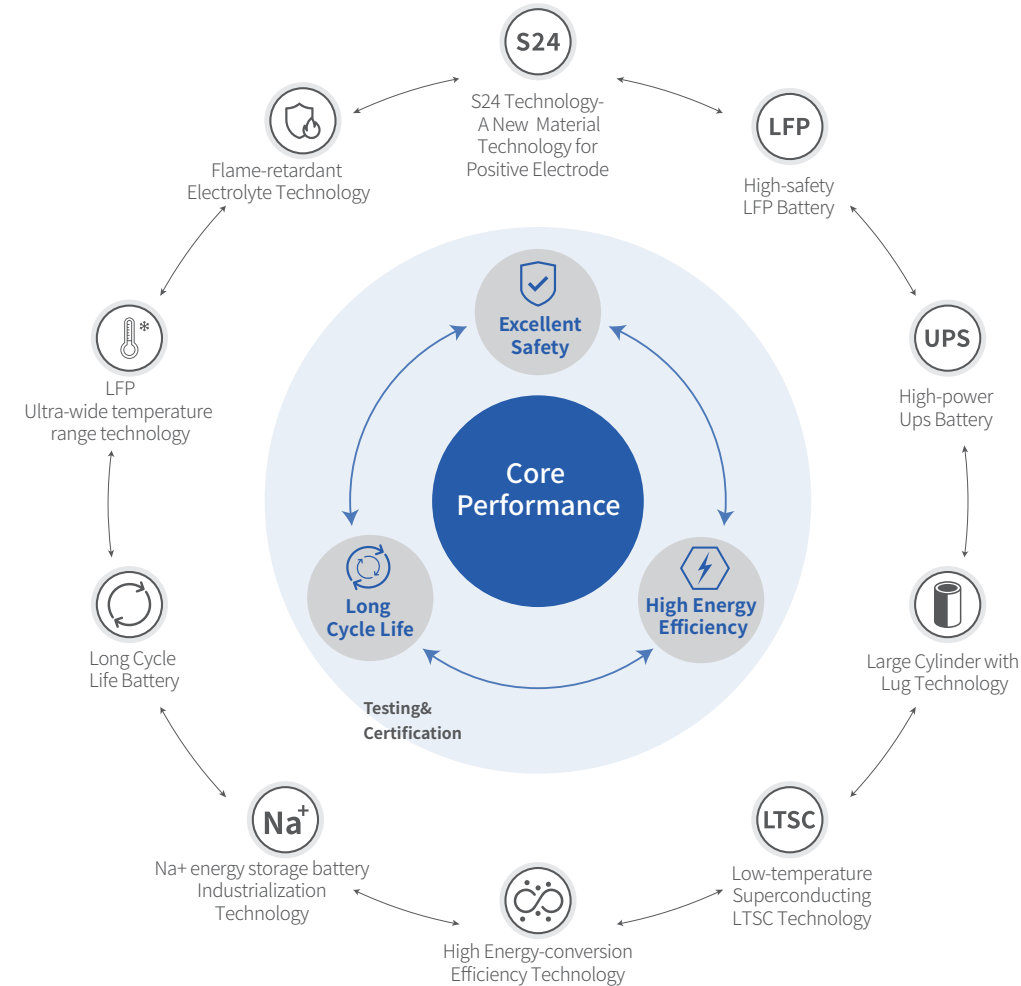 S24
S24 Technology-
A New Material
Technology for
Positive Electrode
LFP
High-safety
LFP Battery
UPS
High-power
Ups Battery
Large Cylinder with
Lug Technology
LTSC
Low-temperature
Superconducting
LTSC Technology
High Energy-conversion
Efficiency Technology
Na+
Na+ energy storage battery
Industrialization
Technology
Long Cycle
Life Battery
LFP
Ultra-wide temperature
range technology
Flame-retardant
Electrolyte Technology
Excellent
Safety
Core
Performance
Long
Cycle Life
High Energy
Efficiency
Testing&
Certification